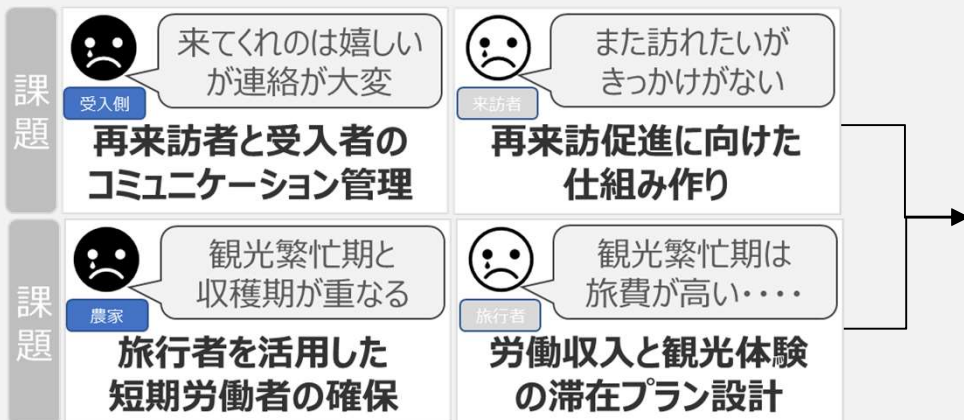 課題
来てくれのは嬉しい
が連絡が大変
受入側
再来訪者と受入者の
コミュニケーション管理
また訪れたいが
きっかけがない
来訪者
再来訪促進に向けた
仕組み作り
課題
観光繁忙期と
収穫期が重なる
農家
旅行者を活用した
短期労働者の確保
観光繁忙期は
旅費が高い・・・・
旅行者
労働収入と観光体験
の滞在プラン設計